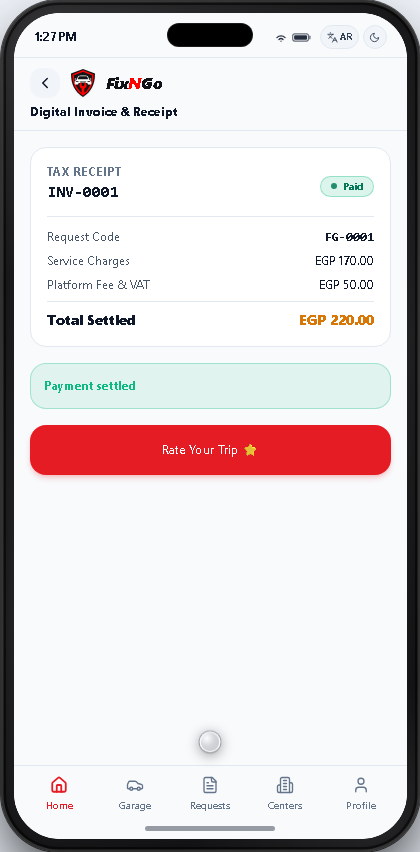 1:27 PM
AR
FixNGo
Digital Invoice & Receipt
TAX RECEIPT
INV-0001
Paid
Request Code
FG-0001
Service Charges
EGP 170.00
Platform Fee & VAT
EGP 50.00
Total Settled
EGP 220.00
Payment settled
Rate Your Trip ⭐
Home
Garage
Requests
Centers
Profile